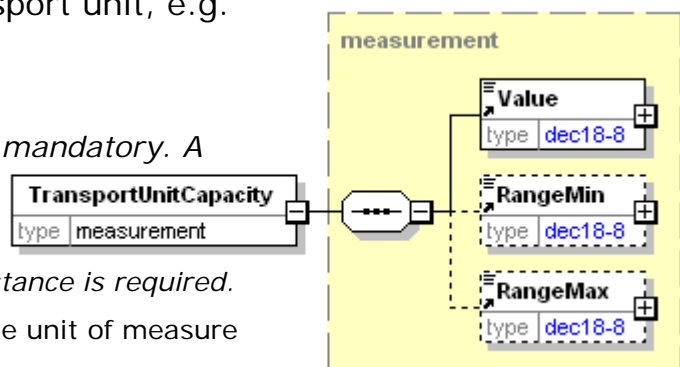 sport unit, e.g.
measurement
Value
type dec18-8
mandatory. A
TransportUnitCapacity
type measurement
RangeMin
type dec18-8
tance is required.
RangeMax
e unit of measure
type dec18-8